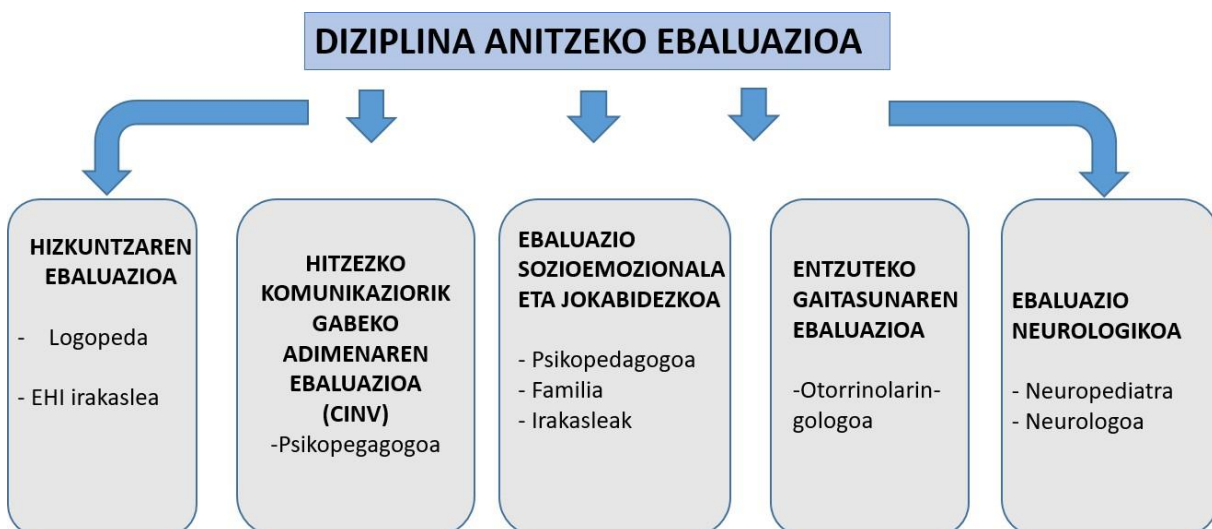 DIZIPLINA ANITZEKO EBALUAZIOA
HIZKUNTZAREN
EBALUAZIOA
- Logopeda
- EHI irakaslea
HITZEZKO
KOMUNIKAZIORIK
GABEKO
ADIMENAREN
EBALUAZIOA
(CINV)
-Psikopegagogoa
EBALUAZIO
SOZIOEMOZIONALA
ETA JOKABIDEZKOA
- Psikopedagogoa
- Familia
- Irakasleak
ENTZUTEKO
GAITASUNAREN
EBALUAZIOA
-Otorrinolarin-
gologoa
EBALUAZIO
NEUROLOGIKOA
- Neuropediatra
- Neurologoa